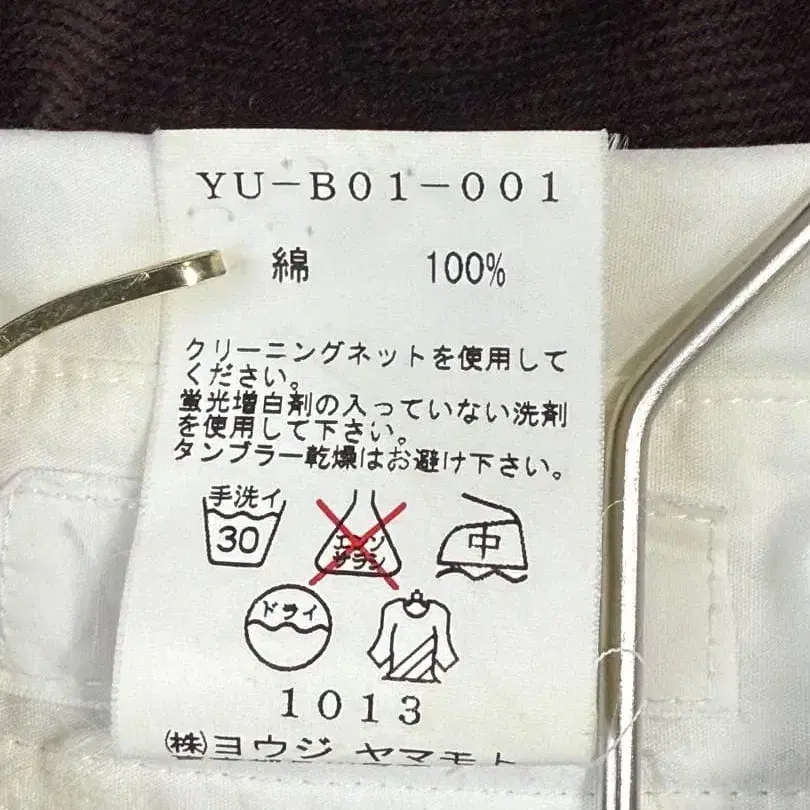 YU-B01-001
綿 100%
クリーニングネットを使用して
ください。
蛍光増白剤の入っていない洗剤
を使用して下さい。
タンブラー乾燥はお避け下さい。
手洗イ
30
エンソ
サラシ
中
ドライ
1013
(株)ヨウジ ヤマモト